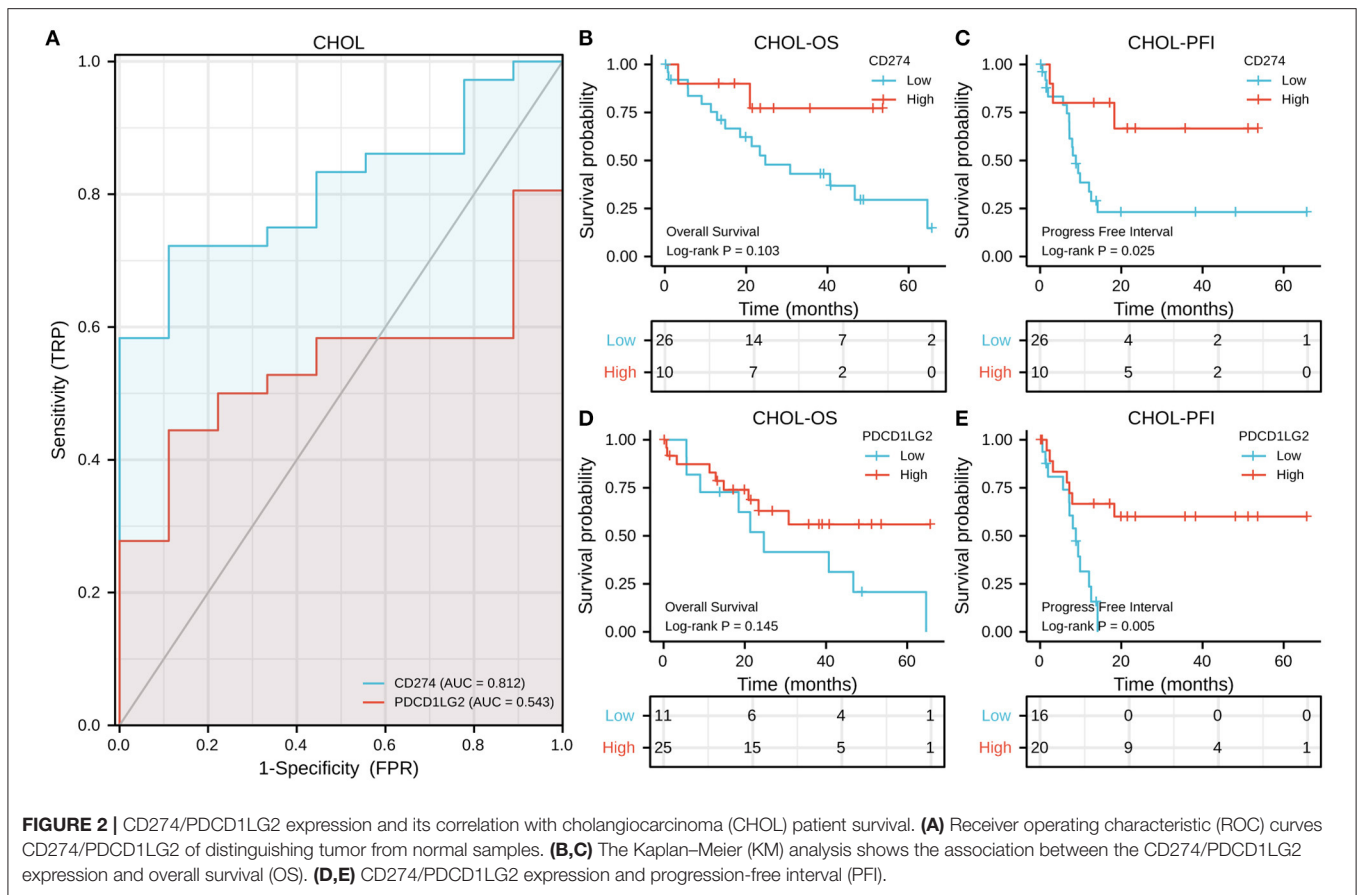 A
CHOL
1.0
0.8
0.6
0.4
0.2
0.0
Sensitivity (TRP)
CD274 (AUC = 0.812)
PDCD1LG2 (AUC = 0.543)
0.0 0.2 0.4 0.6 0.8 1.0
1-Specificity (FPR)
B
CHOL-OS
CD274
Low
High
1.00
0.75
0.50
0.25
0.00
Survival probability
Overall Survival
Log-rank P = 0.103
0 20 40 60
Time (months)
Low 26 14 7 2
High 10 7 2 0
C
CHOL-PFI
CD274
Low
High
1.00
0.75
0.50
0.25
0.00
Survival probability
Progress Free Interval
Log-rank P = 0.025
0 20 40 60
Time (months)
Low 26 4 2 1
High 10 5 2 0
D
CHOL-OS
PDCD1LG2
Low
High
1.00
0.75
0.50
0.25
0.00
Survival probability
Overall Survival
Log-rank P = 0.145
0 20 40 60
Time (months)
Low 11 6 4 1
High 25 15 5 1
E
CHOL-PFI
PDCD1LG2
Low
High
1.00
0.75
0.50
0.25
0.00
Survival probability
Progress Free Interval
Log-rank P = 0.005
0 20 40 60
Time (months)
Low 16 0 0 0
High 20 9 4 1
FIGURE 2 | CD274/PDCD1LG2 expression and its correlation with cholangiocarcinoma (CHOL) patient survival. (A) Receiver operating characteristic (ROC) curves
CD274/PDCD1LG2 of distinguishing tumor from normal samples. (B,C) The Kaplan–Meier (KM) analysis shows the association between the CD274/PDCD1LG2
expression and overall survival (OS). (D,E) CD274/PDCD1LG2 expression and progression-free interval (PFI).